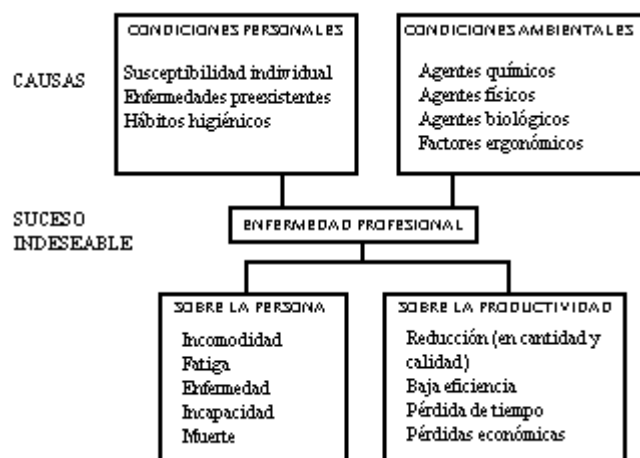 CONDICIONES PERSONALES
CONDICIONES AMBIENTALES
CAUSAS
Susceptibilidad individual
Enfermedades preexistentes
Hábitos higiénicos
Agentes químicos
Agentes físicos
Agentes biológicos
Factores ergonómicos
SUCESO
INDESEABLE
ENFERMEDAD PROFESIONAL
SOBRE LA PERSONA
Incomodidad
Fatiga
Enfermedad
Incapacidad
Muerte
SOBRE LA PRODUCTIVIDAD
Reducción (en cantidad y
calidad)
Baja eficiencia
Pérdida de tiempo
Pérdidas económicas